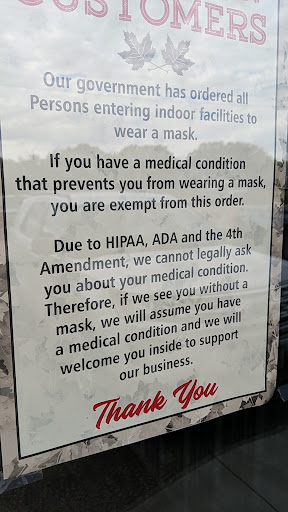 CUSTOMERS
Our government has ordered all
Persons entering indoor facilities to
wear a mask.
If you have a medical condition
that prevents you from wearing a mask,
you are exempt from this order.
Due to HIPAA, ADA and the 4th
Amendment, we cannot legally ask
you about your medical condition.
Therefore, if we see you without a
mask, we will assume you have
a medical condition and we will
welcome you inside to support
our business.
Thank You